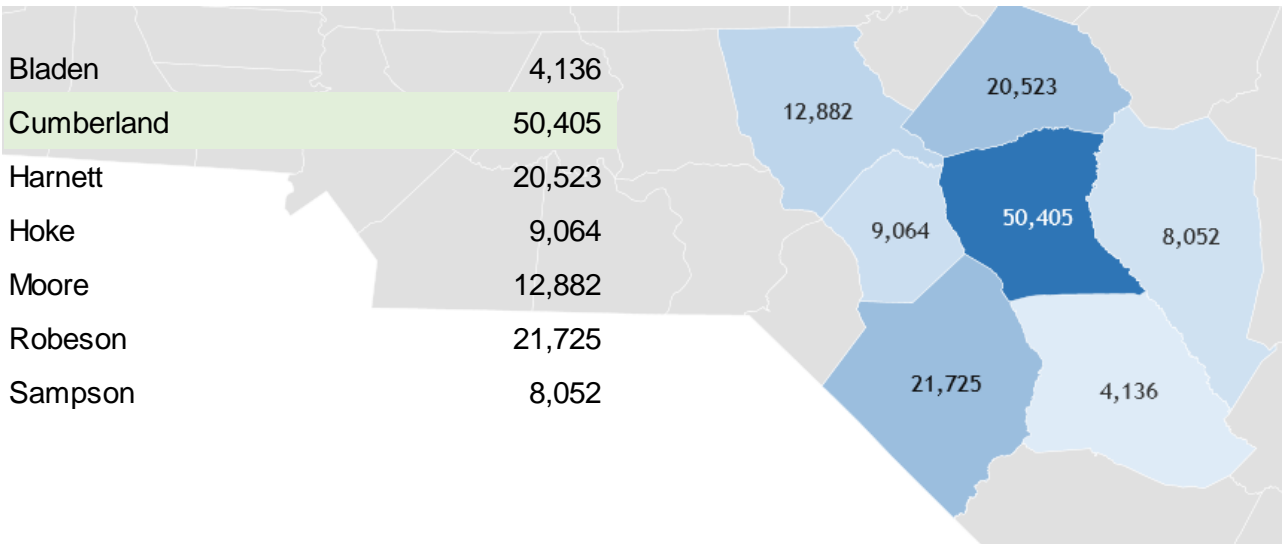 Bladen 4,136
Cumberland 50,405
Harnett 20,523
Hoke 9,064
Moore 12,882
Robeson 21,725
Sampson 8,052
20,523
12,882
50,405
9,064
8,052
21,725
4,136